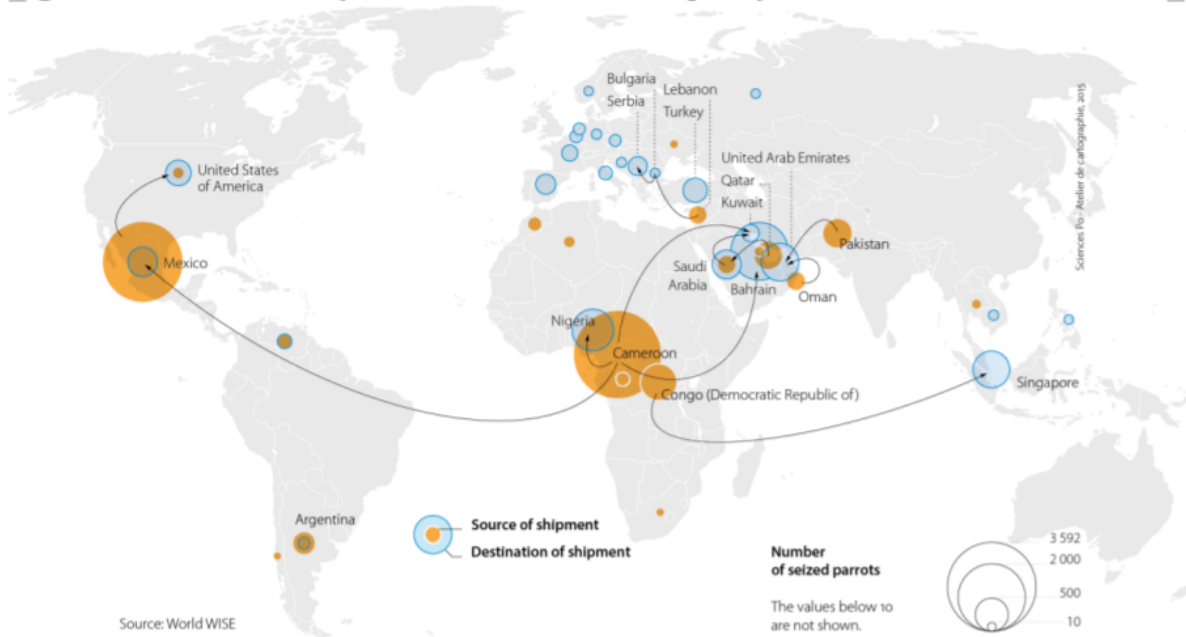 Bulgaria
Lebanon
Serbia
Turkey
United Arab Emirates
Qatar
Kuwait
United States
of America
Mexico
Pakistan
Saudi
Arabia
Bahrain
Oman
Nigeria
Cameroon
Congo (Democratic Republic of)
Singapore
Argentina
Source of shipment
Destination of shipment
Number
of seized parrots
The values below 10
are not shown.
3 592
2 000
500
10
Source: World WISE
Sciences Po - Atelier de cartographie, 2015